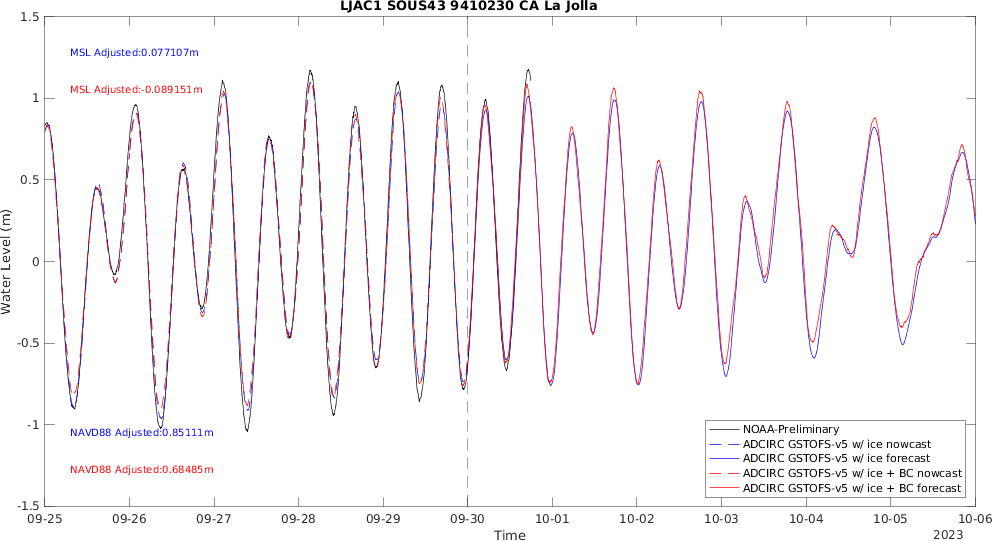 LJAC1 SOUS43 9410230 CA La Jolla
1.5
1
0.5
0
-0.5
-1
-1.5
Water Level (m)
MSL Adjusted:0.077107m
MSL Adjusted:-0.089151m
NAVD88 Adjusted:0.85111m
NAVD88 Adjusted:0.68485m
NOAA-Preliminary
ADCIRC GSTOFS-v5 w/ ice nowcast
ADCIRC GSTOFS-v5 w/ ice forecast
ADCIRC GSTOFS-v5 w/ ice + BC nowcast
ADCIRC GSTOFS-v5 w/ ice + BC forecast
09-25 09-26 09-27 09-28 09-29 09-30 10-01 10-02 10-03 10-04 10-05 10-06
Time
2023